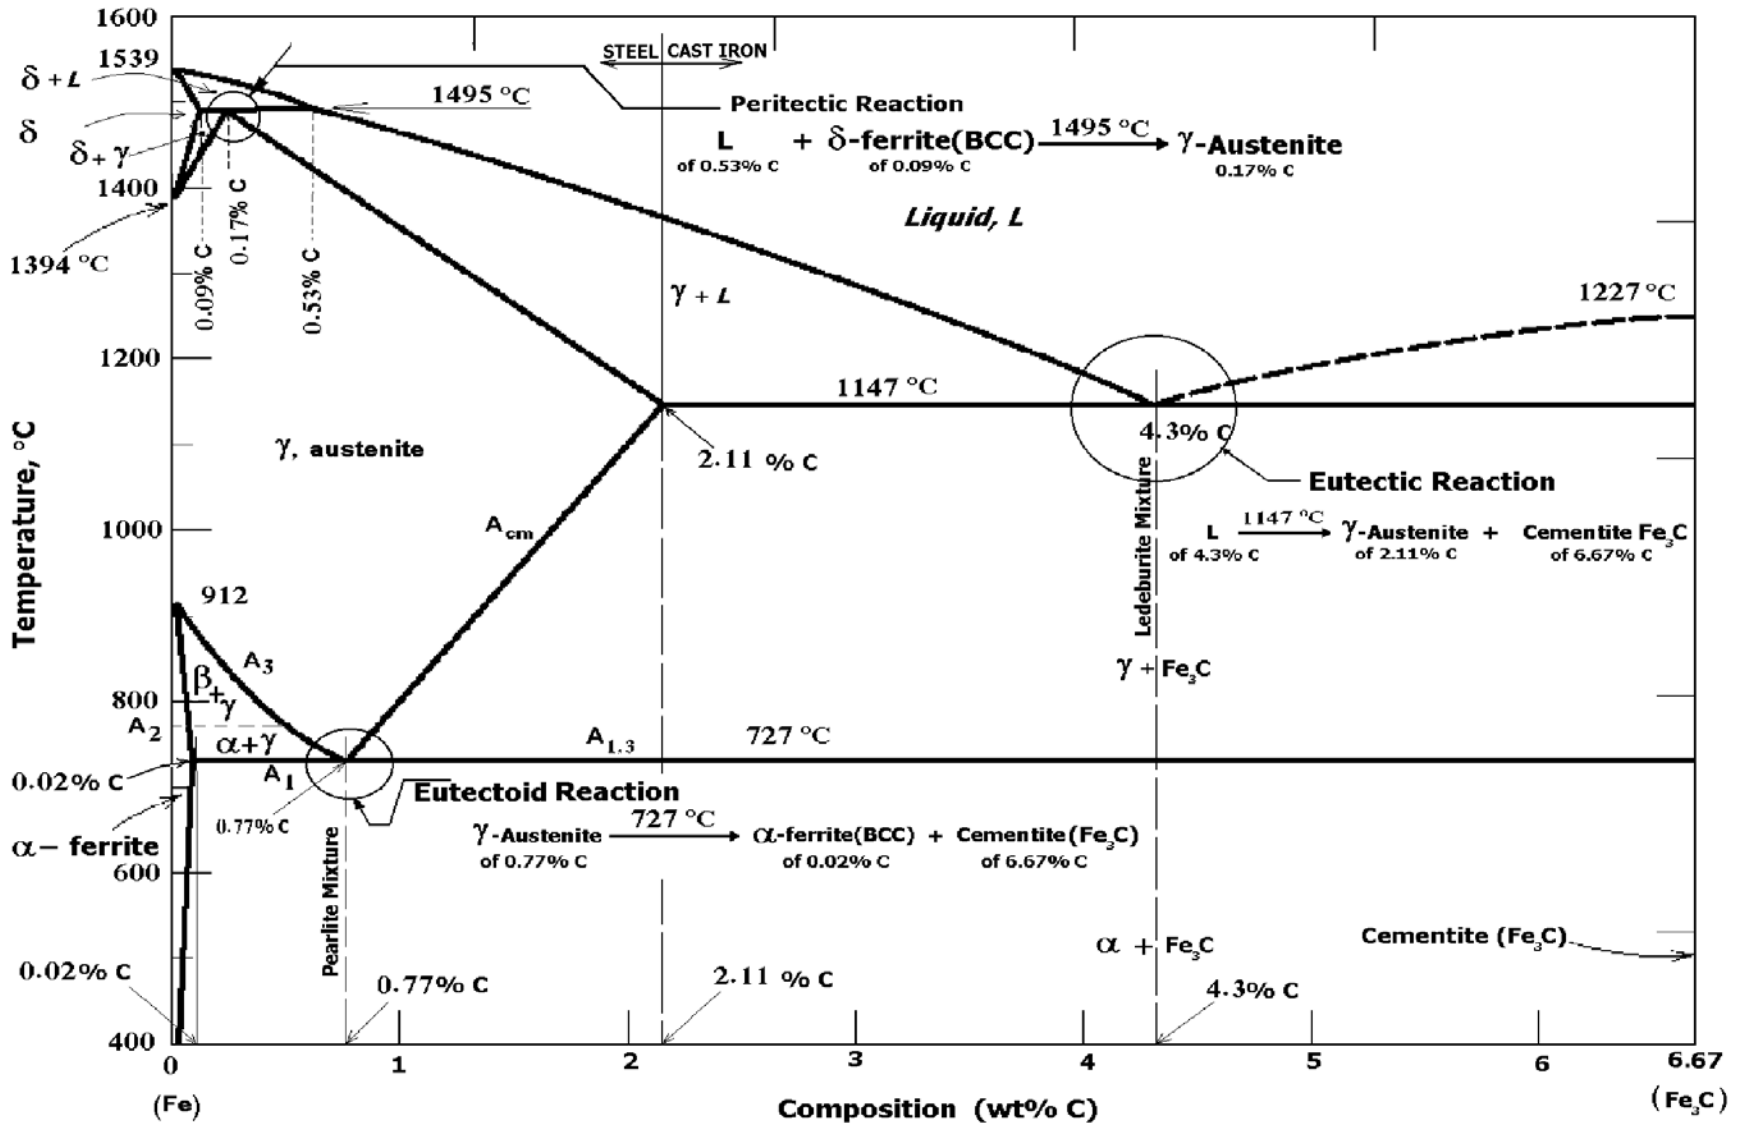 1600
1539
δ + L
δ
δ + γ
1400
1394 °C
1200
1000
800
600
400
Temperature, °C
STEEL CAST IRON
1495 °C
Peritectic Reaction
L + δ-ferrite(BCC) 1495 °C γ-Austenite
of 0.53% C of 0.09% C 0.17% C
0.09% C
0.17% C
0.53% C
Liquid, L
γ + L
1227 °C
1147 °C
γ, austenite
2.11 % C
4.3% C
Eutectic Reaction
L 1147 °C γ-Austenite + Cementite Fe₃C
of 4.3% C of 2.11% C of 6.67% C
Ledeburite Mixture
Acm
912
A₃
β + γ
γ + Fe₃C
A₂
α+γ
A₁,₃
727 °C
0.02% C
A₁
0.77% C
Eutectoid Reaction
γ-Austenite 727 °C α-ferrite(BCC) + Cementite(Fe₃C)
of 0.77% C of 0.02% C of 6.67% C
α- ferrite
Pearlite Mixture
α + Fe₃C
Cementite (Fe₃C)
0.02% C
0.77% C
2.11 % C
4.3% C
0 1 2 3 4 5 6 6.67
(Fe) Composition (wt% C) (Fe₃C)